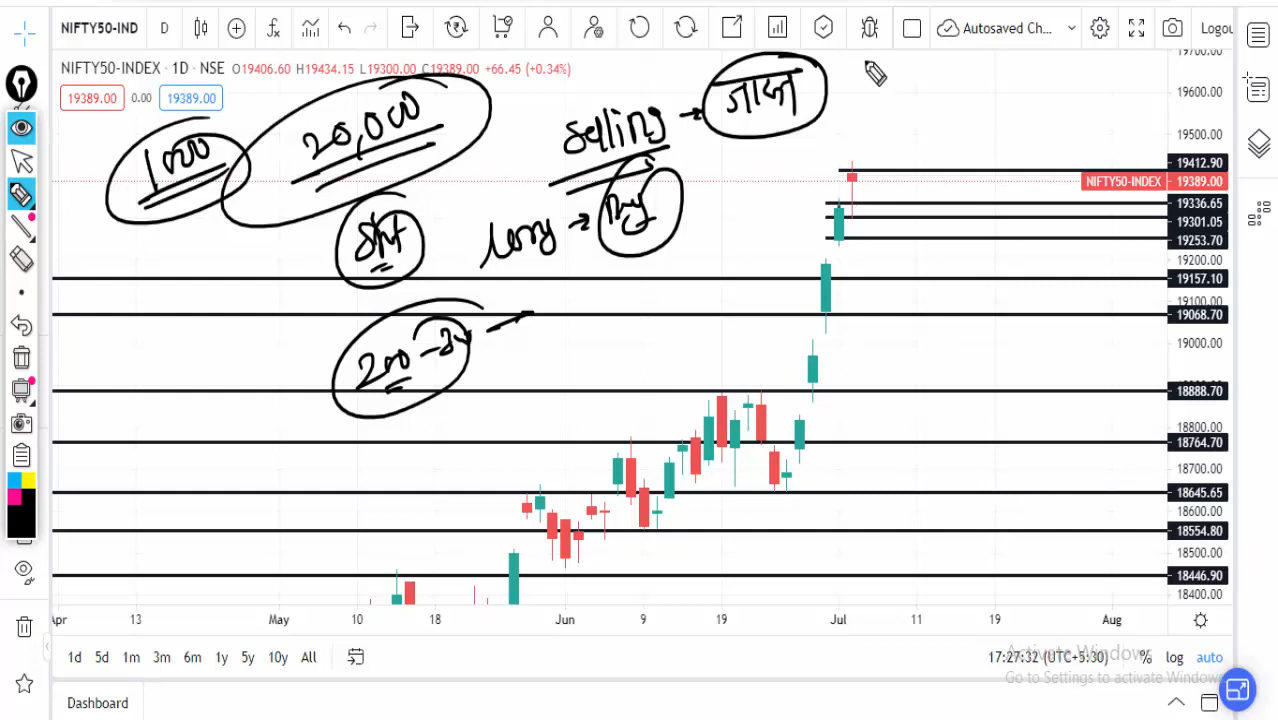 NIFTY50-IND D Autosaved Ch... Logou
NIFTY50-INDEX · 1D · NSE O19406.60 H19434.15 L19300.00 C19389.00 +66.45 (+0.34%)
19389.00 0.00 19389.00
1000
20,000
selling → ज्यादा
long → Buy
200
19700.00
19600.00
19500.00
19412.90
NIFTY50-INDEX 19389.00
19336.65
19301.05
19253.70
19200.00
19157.10
19100.00
19068.70
19000.00
18888.70
18800.00
18764.70
18700.00
18645.65
18600.00
18554.80
18500.00
18446.90
18400.00
Apr 13 May 10 18 Jun 9 19 Jul 11 19 Aug
1d 5d 1m 3m 6m 1y 5y 10y All 17:27:32 (UTC+5:30) % log auto
Activate Windows
Go to Settings to activate Windows
Dashboard